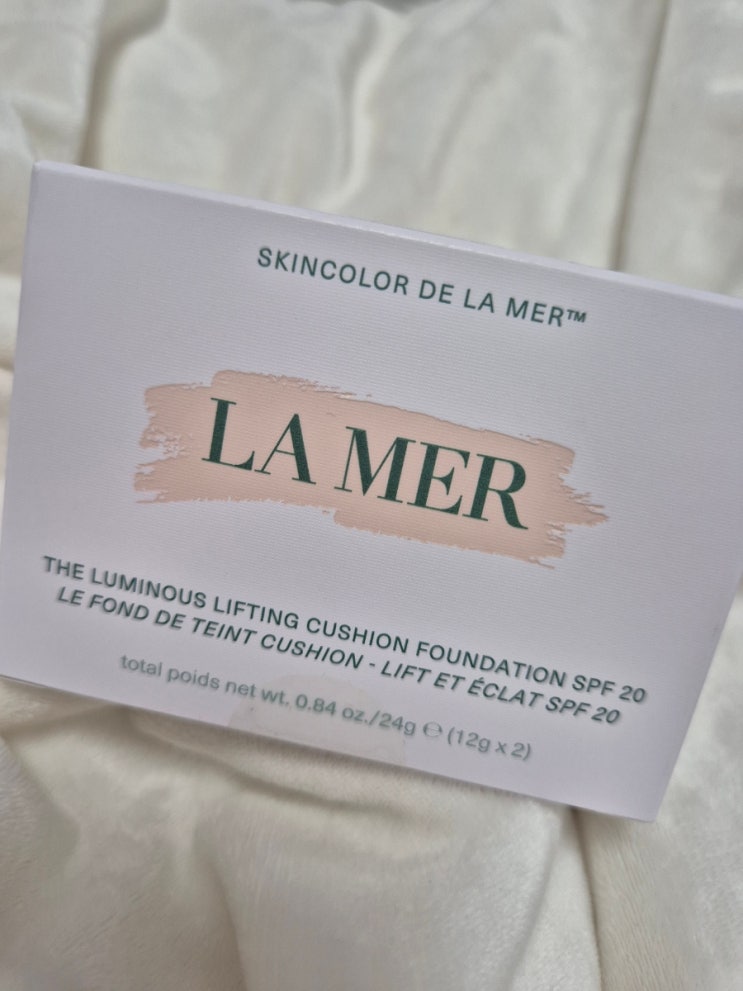 SKINCOLOR DE LA MER™
LA MER
THE LUMINOUS LIFTING CUSHION FOUNDATION SPF 20
LE FOND DE TEINT CUSHION - LIFT ET ÉCLAT SPF 20
total poids net wt. 0.84 oz./24g ℮ (12g x 2)